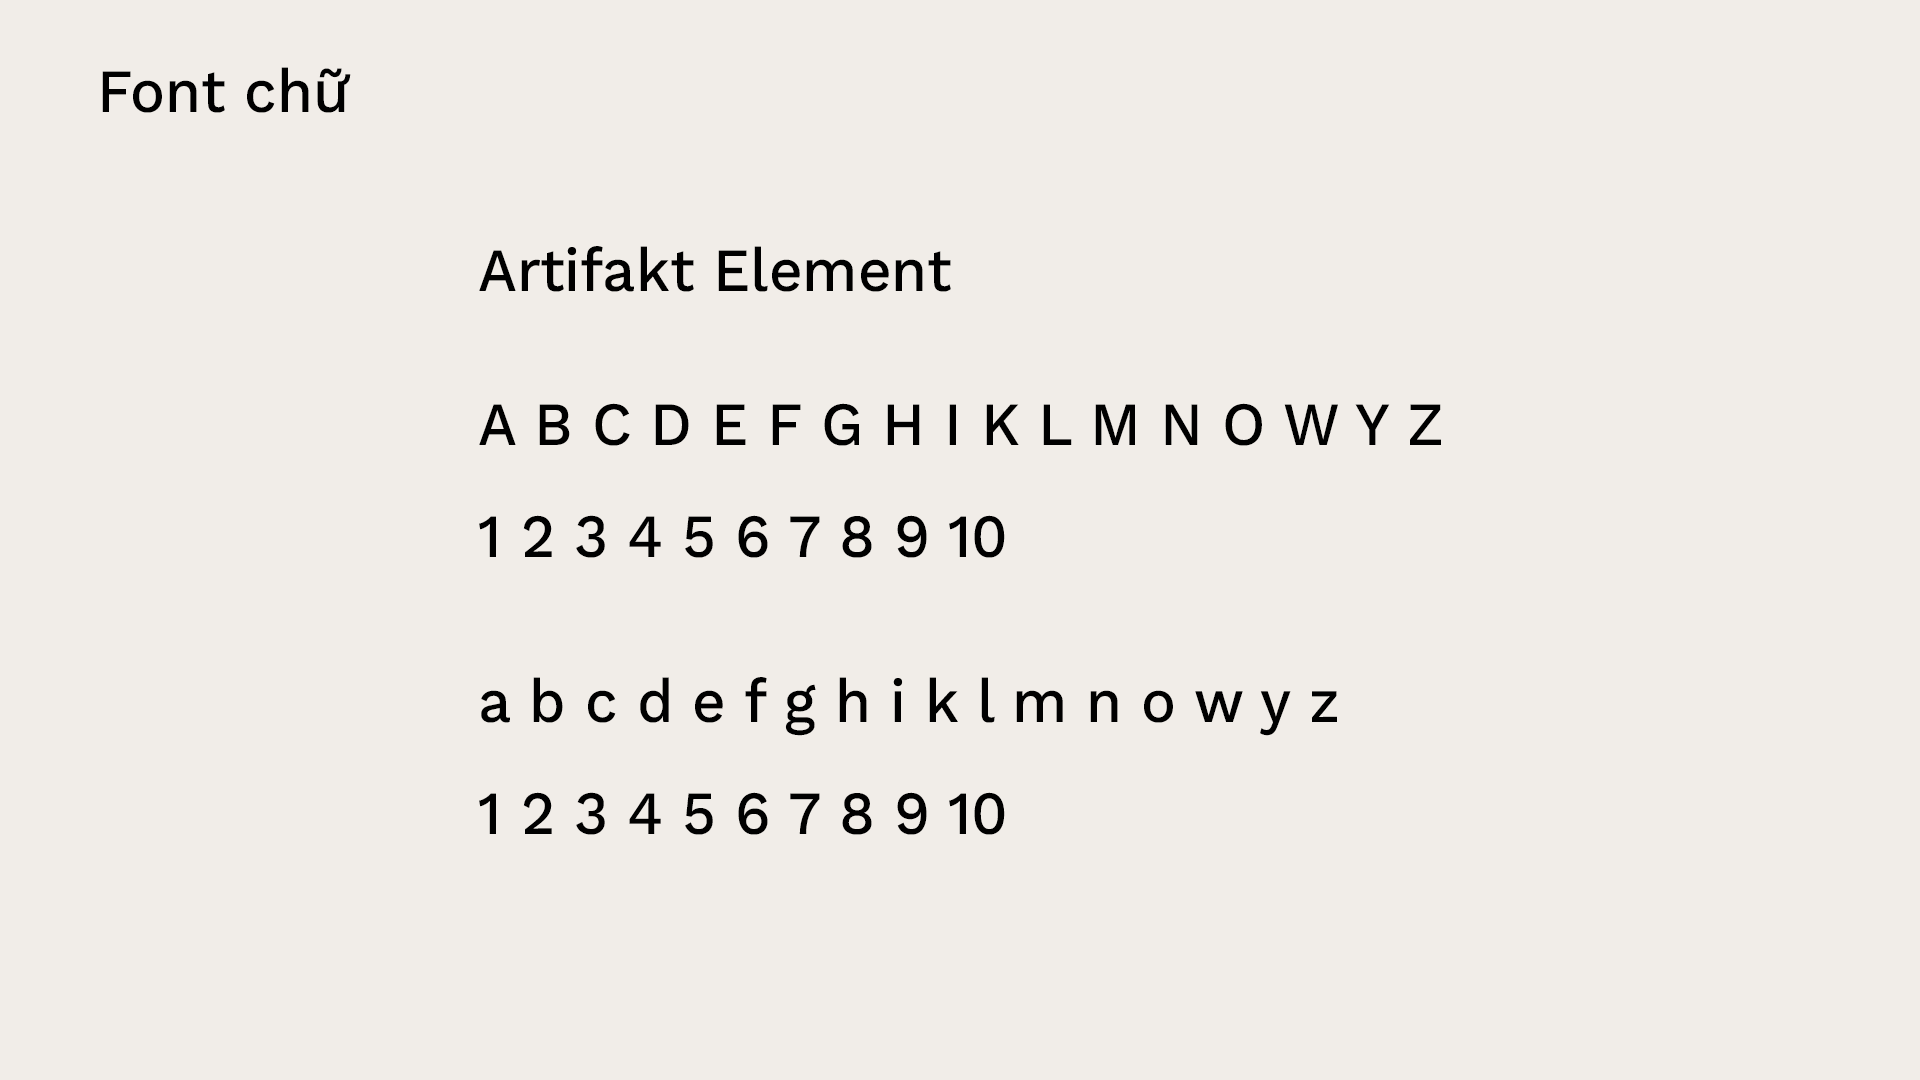 Font chữ
Artifakt Element
A B C D E F G H I K L M N O W Y Z
1 2 3 4 5 6 7 8 9 10
a b c d e f g h i k l m n o w y z
1 2 3 4 5 6 7 8 9 10